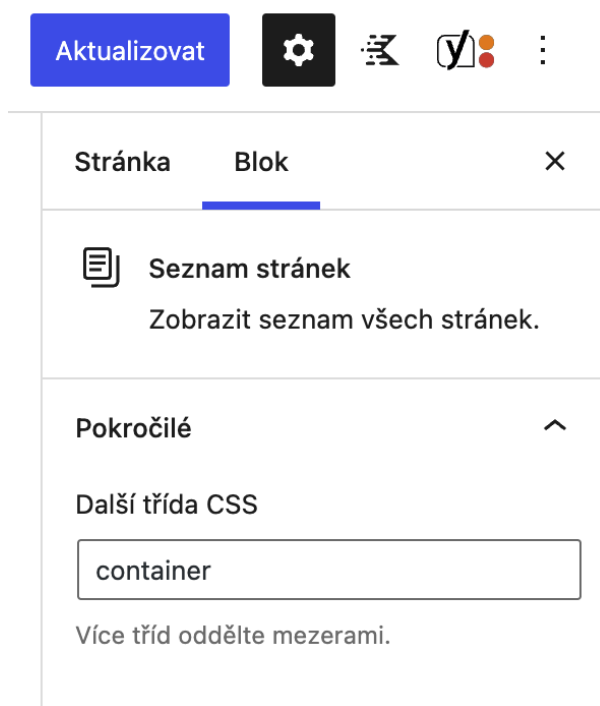 Aktualizovat
Stránka Blok
Seznam stránek
Zobrazit seznam všech stránek.
Pokročilé
Další třída CSS
container
Více tříd oddělte mezerami.